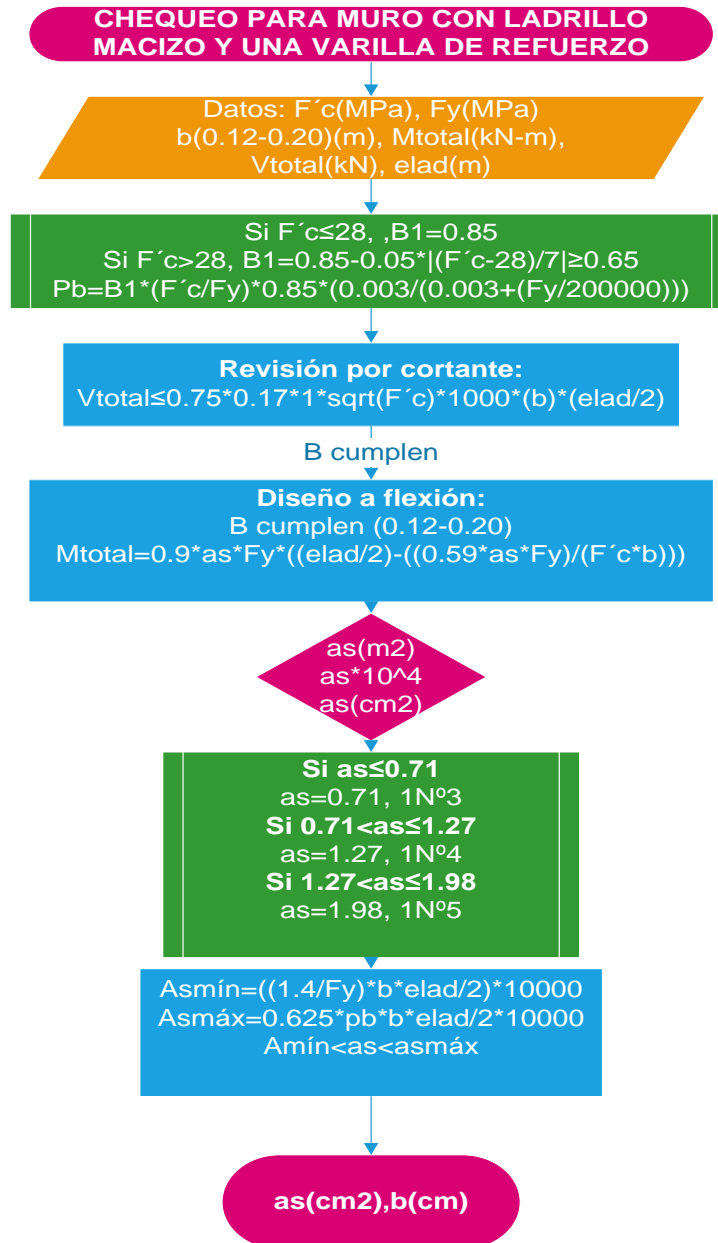 CHEQUEO PARA MURO CON LADRILLO
MACIZO Y UNA VARILLA DE REFUERZO
Datos: F´c(MPa), Fy(MPa)
b(0.12-0.20)(m), Mtotal(kN-m),
Vtotal(kN), elad(m)
Si F´c≤28, ,B1=0.85
Si F´c>28, B1=0.85-0.05*|(F´c-28)/7|≥0.65
Pb=B1*(F´c/Fy)*0.85*(0.003/(0.003+(Fy/200000)))
Revisión por cortante:
Vtotal≤0.75*0.17*1*sqrt(F´c)*1000*(b)*(elad/2)
B cumplen
Diseño a flexión:
B cumplen (0.12-0.20)
Mtotal=0.9*as*Fy*((elad/2)-((0.59*as*Fy)/(F´c*b)))
as(m2)
as*10^4
as(cm2)
Si as≤0.71
as=0.71, 1Nº3
Si 0.71<as≤1.27
as=1.27, 1Nº4
Si 1.27<as≤1.98
as=1.98, 1Nº5
Asmín=((1.4/Fy)*b*elad/2)*10000
Asmáx=0.625*pb*b*elad/2*10000
Amín<as<asmáx
as(cm2),b(cm)